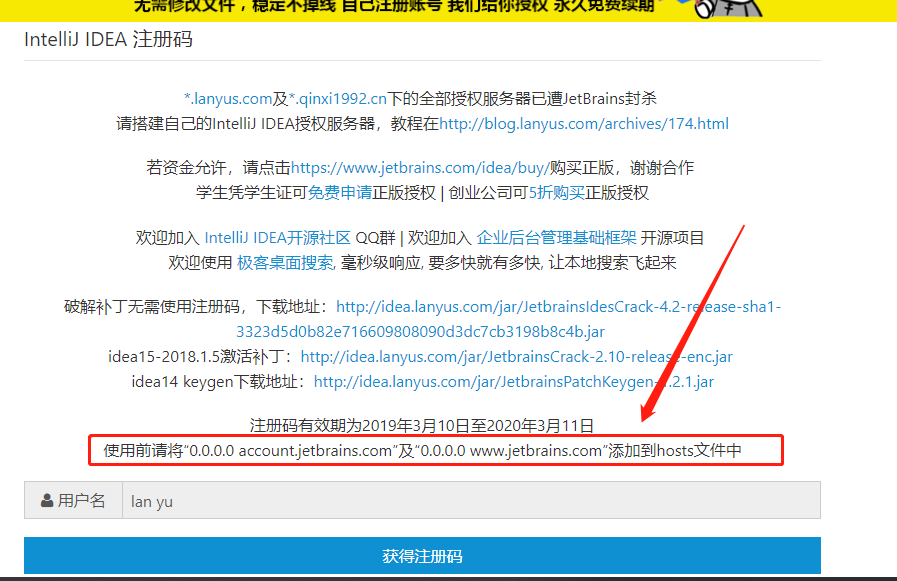 无需修改文件，稳定不掉线 自己注册账号 我们给你授权 永久免费续期
IntelliJ IDEA 注册码
*.lanyus.com及*.qinxi1992.cn下的全部授权服务器已遭JetBrains封杀
请搭建自己的IntelliJ IDEA授权服务器，教程在http://blog.lanyus.com/archives/174.html
若资金允许，请点击https://www.jetbrains.com/idea/buy/购买正版，谢谢合作
学生凭学生证可免费申请正版授权 | 创业公司可5折购买正版授权
欢迎加入 IntelliJ IDEA开源社区 QQ群 | 欢迎加入 企业后台管理基础框架 开源项目
欢迎使用 极客桌面搜索, 毫秒级响应, 要多快就有多快, 让本地搜索飞起来
破解补丁无需使用注册码，下载地址：http://idea.lanyus.com/jar/JetbrainsIdesCrack-4.2-release-sha1-
3323d5d0b82e716609808090d3dc7cb3198b8c4b.jar
idea15-2018.1.5激活补丁：http://idea.lanyus.com/jar/JetbrainsCrack-2.10-release-enc.jar
idea14 keygen下载地址：http://idea.lanyus.com/jar/JetbrainsPatchKeygen-1.2.1.jar
注册码有效期为2019年3月10日至2020年3月11日
使用前请将“0.0.0.0 account.jetbrains.com”及“0.0.0.0 www.jetbrains.com”添加到hosts文件中
用户名 lan yu
获得注册码